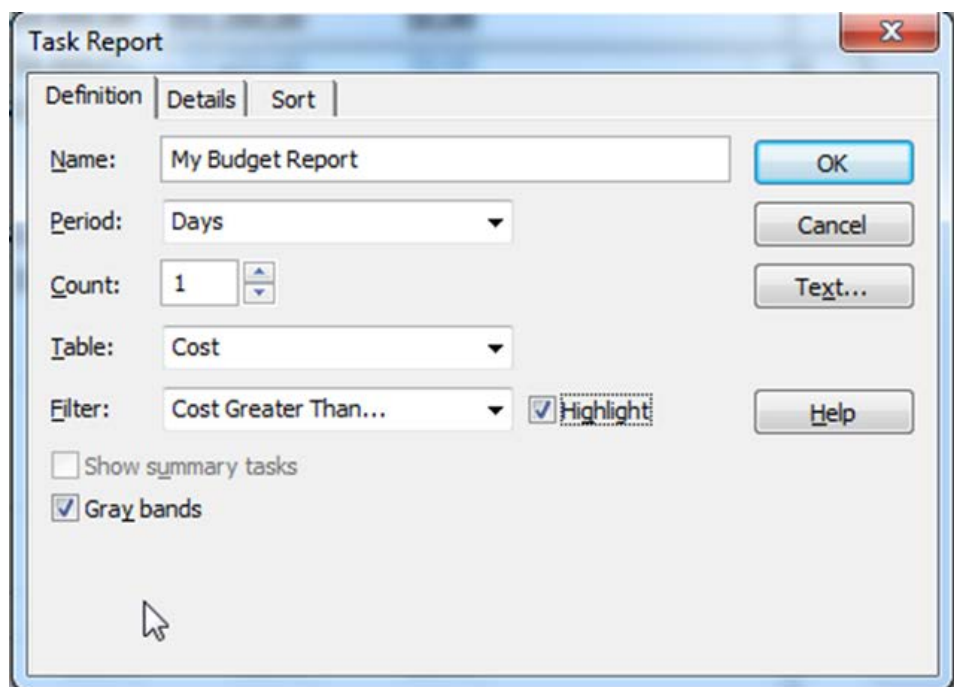 Task Report
Definition Details Sort
Name: My Budget Report OK
Period: Days Cancel
Count: 1 Text...
Table: Cost
Filter: Cost Greater Than... Highlight Help
Show summary tasks
Gray bands